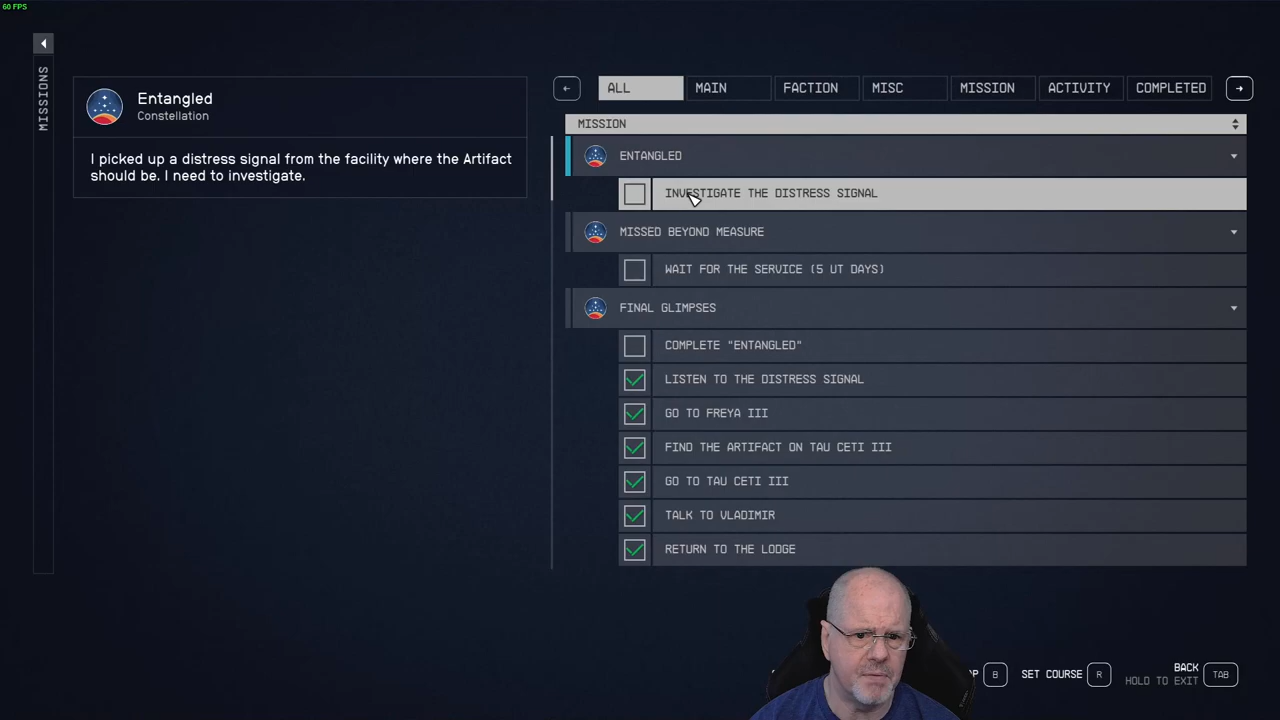 60 FPS
MISSIONS
Entangled
Constellation
I picked up a distress signal from the facility where the Artifact
should be. I need to investigate.
ALL
MAIN
FACTION
MISC
MISSION
ACTIVITY
COMPLETED
MISSION
ENTANGLED
INVESTIGATE THE DISTRESS SIGNAL
MISSED BEYOND MEASURE
WAIT FOR THE SERVICE (5 UT DAYS)
FINAL GLIMPSES
COMPLETE "ENTANGLED"
LISTEN TO THE DISTRESS SIGNAL
GO TO FREYA III
FIND THE ARTIFACT ON TAU CETI III
GO TO TAU CETI III
TALK TO VLADIMIR
RETURN TO THE LODGE
B
SET COURSE R
BACK
HOLD TO EXIT
TAB